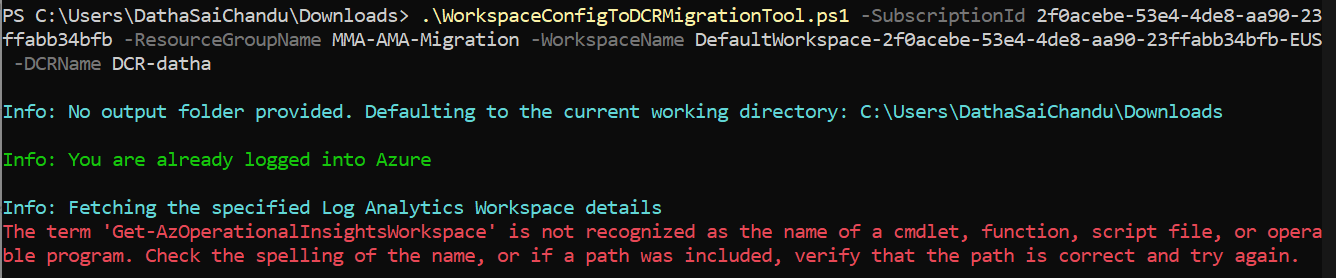 PS C:\Users\DathaSaiChandu\Downloads> .\WorkspaceConfigToDCRMigrationTool.ps1 -SubscriptionId 2f0acebe-53e4-4de8-aa90-23
ffabb34bfb -ResourceGroupName MMA-AMA-Migration -WorkspaceName DefaultWorkspace-2f0acebe-53e4-4de8-aa90-23ffabb34bfb-EUS
-DCRName DCR-datha
Info: No output folder provided. Defaulting to the current working directory: C:\Users\DathaSaiChandu\Downloads
Info: You are already logged into Azure
Info: Fetching the specified Log Analytics Workspace details
The term 'Get-AzOperationalInsightsWorkspace' is not recognized as the name of a cmdlet, function, script file, or opera
ble program. Check the spelling of the name, or if a path was included, verify that the path is correct and try again.